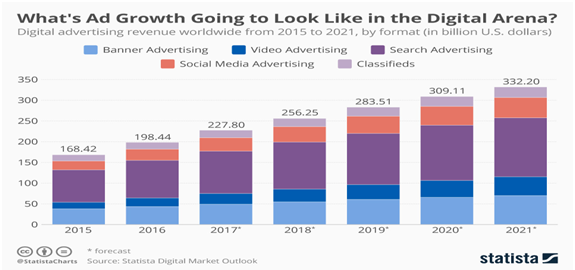 What's Ad Growth Going to Look Like in the Digital Arena?
Digital advertising revenue worldwide from 2015 to 2021, by format (in billion U.S. dollars)
Banner Advertising Video Advertising Search Advertising
Social Media Advertising Classifieds
350
300
250
200
150
100
50
0
168.42
198.44
227.80
256.25
283.51
309.11
332.20
2015 2016 2017* 2018* 2019* 2020* 2021*
* forecast
@StatistaCharts Source: Statista Digital Market Outlook
statista